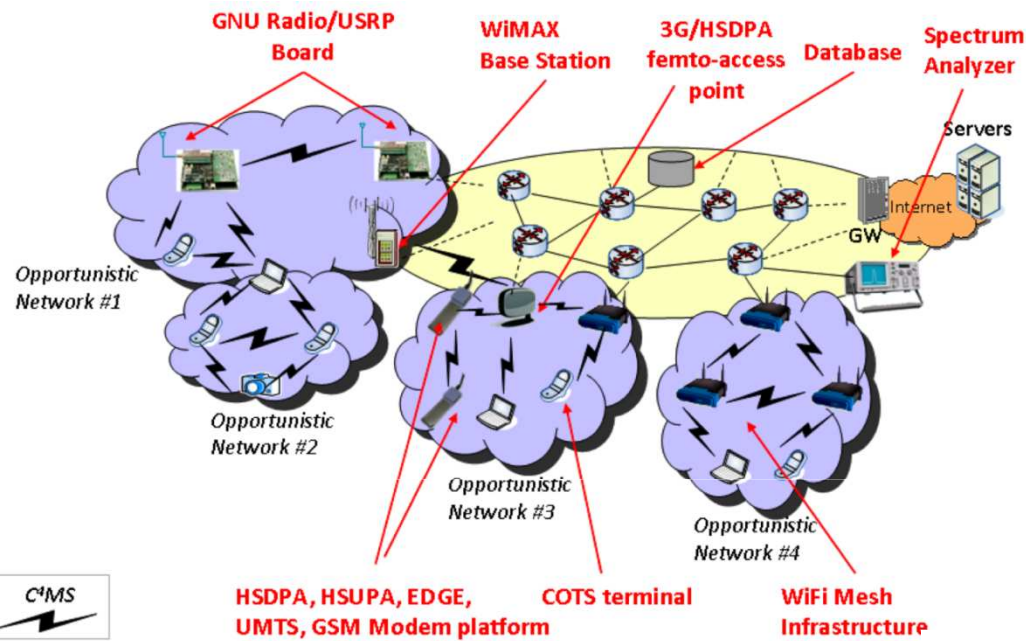 GNU Radio/USRP
Board
WiMAX
Base Station
3G/HSDPA
femto-access
point
Database
Spectrum
Analyzer
Servers
Internet
GW
Opportunistic
Network #1
Opportunistic
Network #2
Opportunistic
Network #3
Opportunistic
Network #4
C⁴MS
HSDPA, HSUPA, EDGE,
UMTS, GSM Modem platform
COTS terminal
WiFi Mesh
Infrastructure